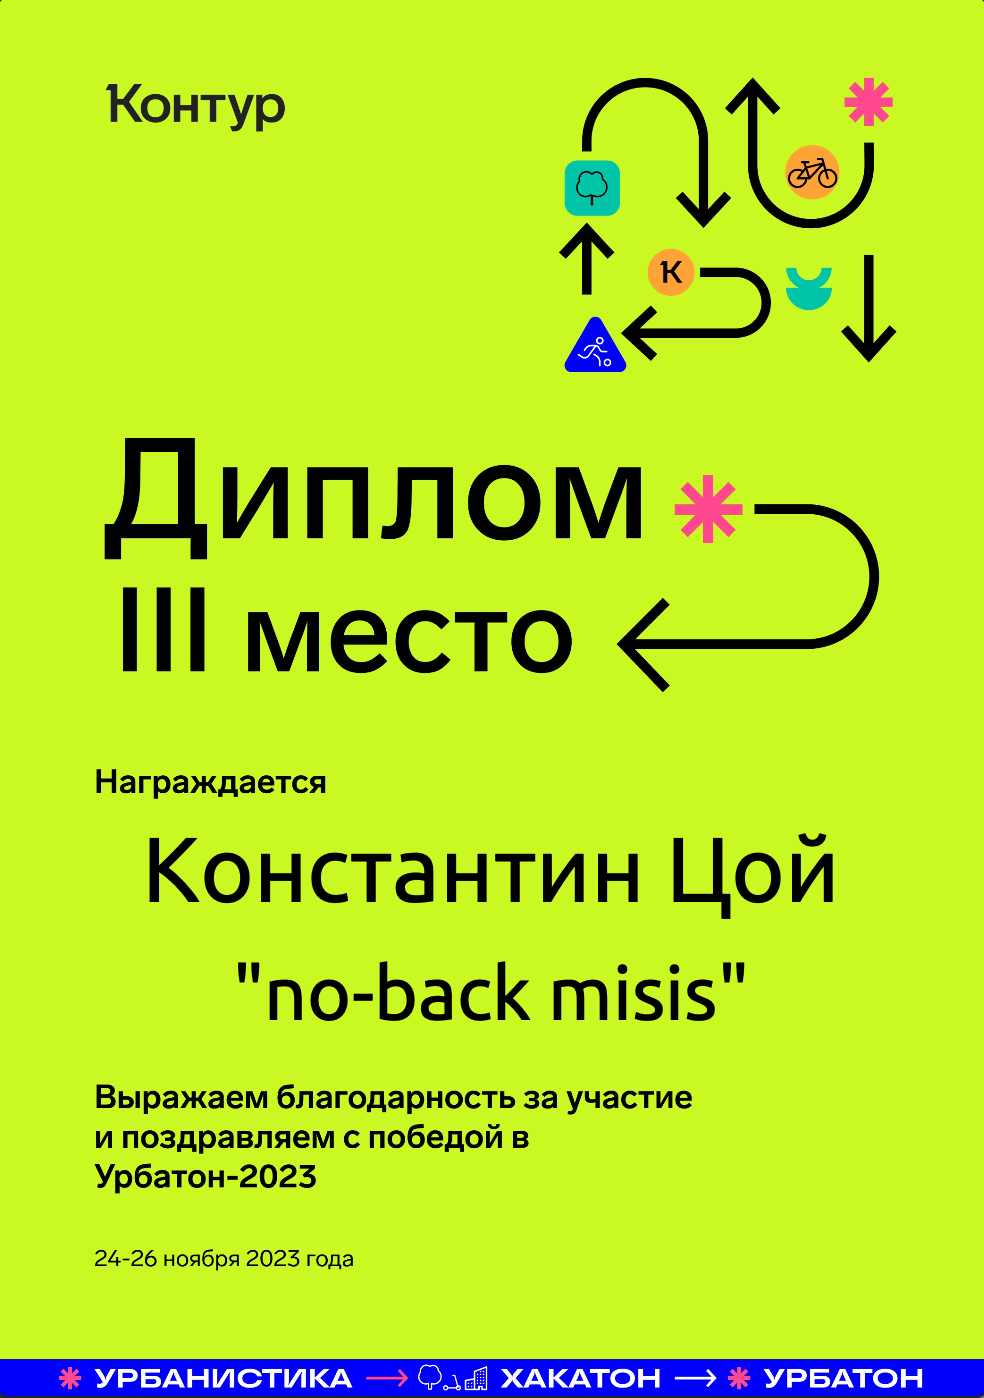 Контур
К
Диплом
III место
Награждается
Константин Цой
"no-back misis"
Выражаем благодарность за участие
и поздравляем с победой в
Урбатон-2023
24-26 ноября 2023 года
УРБАНИСТИКА ХАКАТОН УРБАТОН